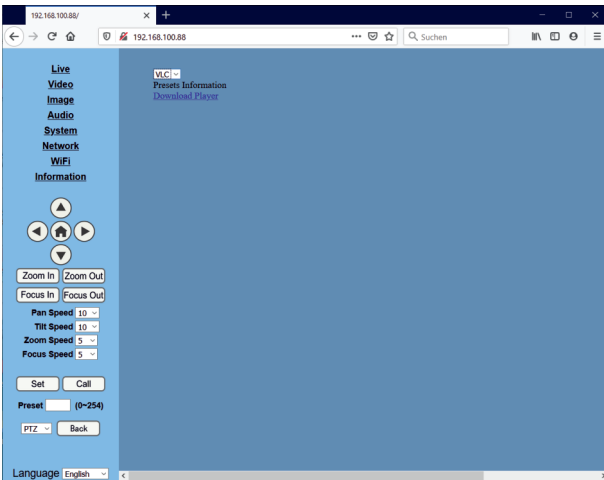 192.168.100.88/
192.168.100.88
Suchen
Live
Video
Image
Audio
System
Network
WiFi
Information
VLC
Presets Information
Download Player
Zoom In Zoom Out
Focus In Focus Out
Pan Speed 10
Tilt Speed 10
Zoom Speed 5
Focus Speed 5
Set Call
Preset (0~254)
PTZ Back
Language English